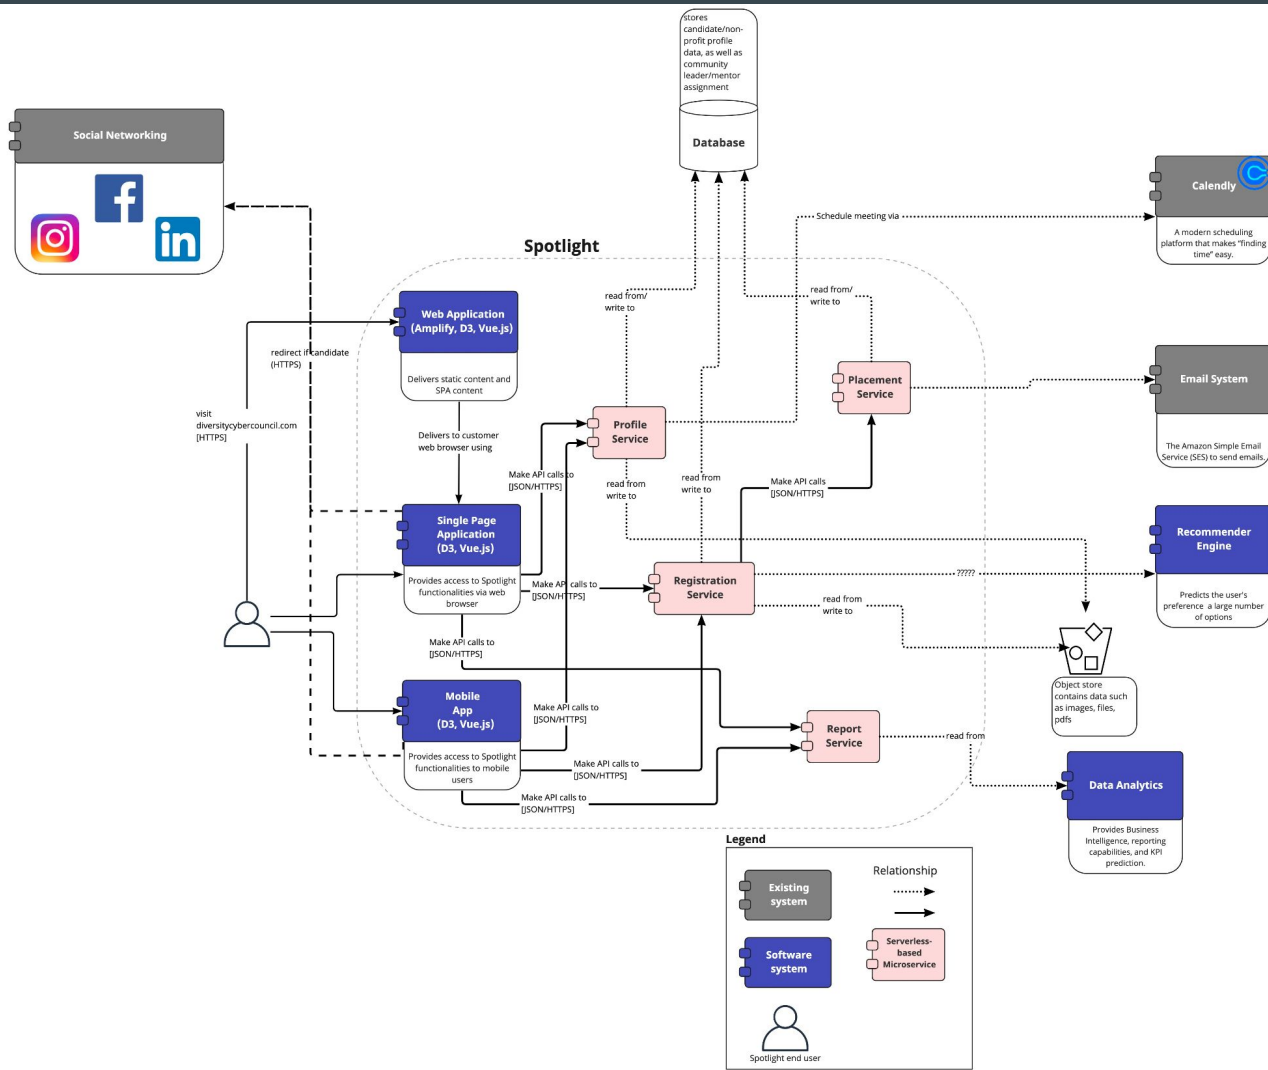 stores
candidate/non-
profit profile
data, as well as
community
leader/mentor
assignment
Database
Social Networking
f
in
Calendly
A modern scheduling
platform that makes "finding
time" easy.
Schedule meeting via
Spotlight
Web Application
(Amplify, D3, Vue.js)
Delivers static content and
SPA content
redirect if candidate
(HTTPS)
visit
diversitycybercouncil.com
[HTTPS]
Delivers to customer
web browser using
read from/
write to
read from/
write to
Placement
Service
Email System
The Amazon Simple Email
Service (SES) to send emails.
Profile
Service
Make API calls to
[JSON/HTTPS]
read from
write to
read from
write to
Make API calls
[JSON/HTTPS]
Single Page
Application
(D3, Vue.js)
Provides access to Spotlight
functionalities via web
browser
Make API calls to
[JSON/HTTPS]
Registration
Service
?????
Recommender
Engine
Predicts the user's
preference a large number
of options
read from
write to
Make API calls to
[JSON/HTTPS]
Object store
contains data such
as images, files,
pdfs
Mobile
App
(D3, Vue.js)
Provides access to Spotlight
functionalities to mobile
users
Make API calls to
[JSON/HTTPS]
Make API calls to
[JSON/HTTPS]
Make API calls to
[JSON/HTTPS]
Report
Service
read from
Data Analytics
Provides Business
Intelligence, reporting
capabilities, and KPI
prediction.
Legend
Existing
system
Relationship
Software
system
Serverless-
based
Microservice
Spotlight end user